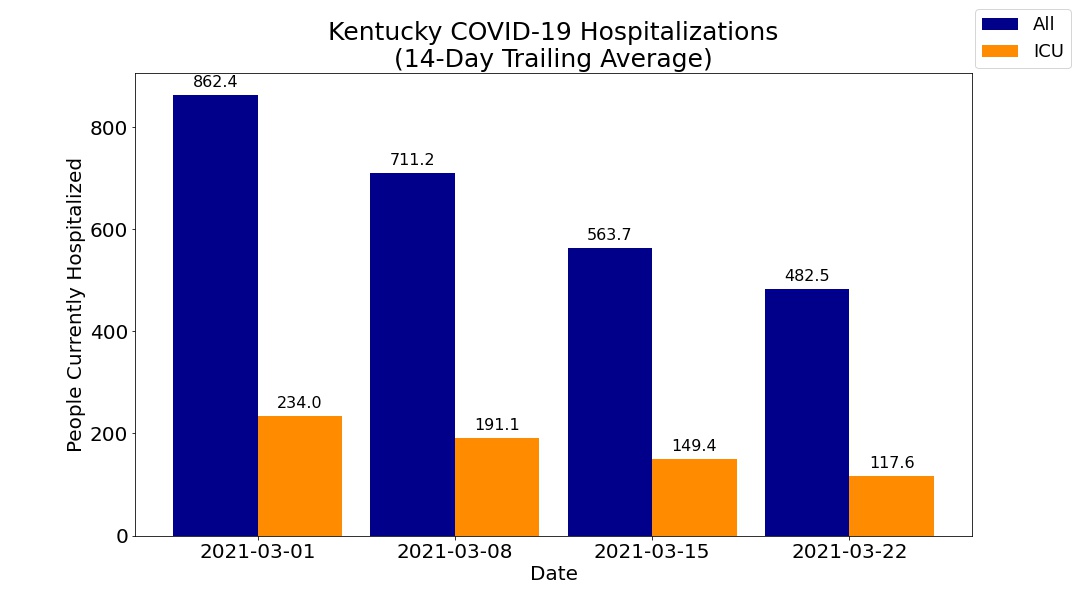 Kentucky COVID-19 Hospitalizations
(14-Day Trailing Average)
All
ICU
People Currently Hospitalized
800
600
400
200
0
862.4
234.0
711.2
191.1
563.7
149.4
482.5
117.6
2021-03-01
2021-03-08
2021-03-15
2021-03-22
Date